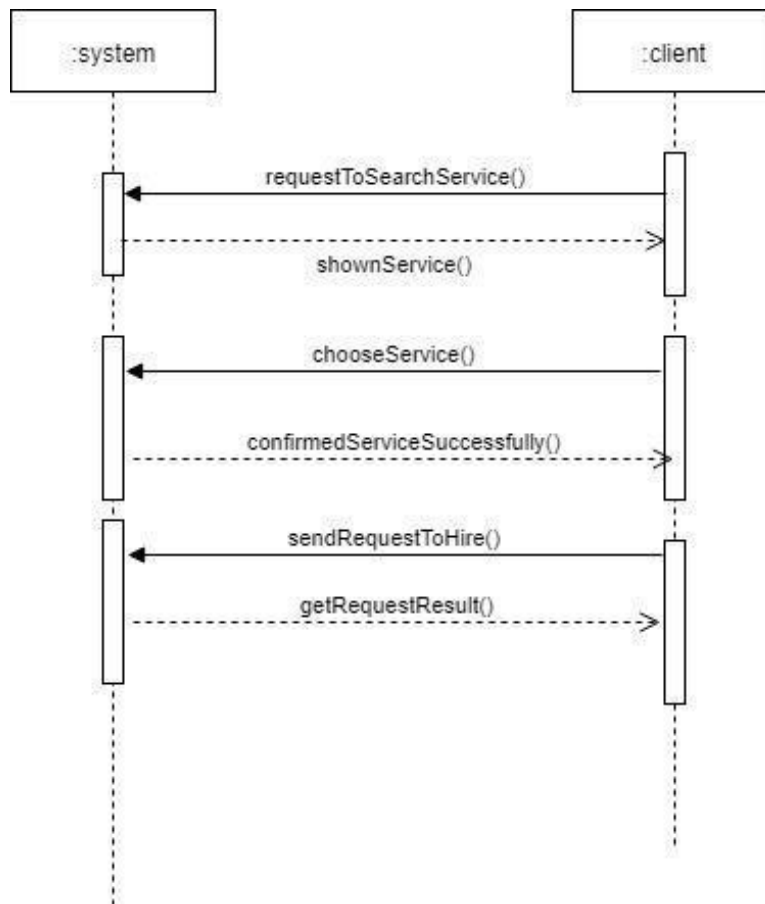 :system
:client
requestToSearchService()
shownService()
chooseService()
confirmedServiceSuccessfully()
sendRequestToHire()
getRequestResult()